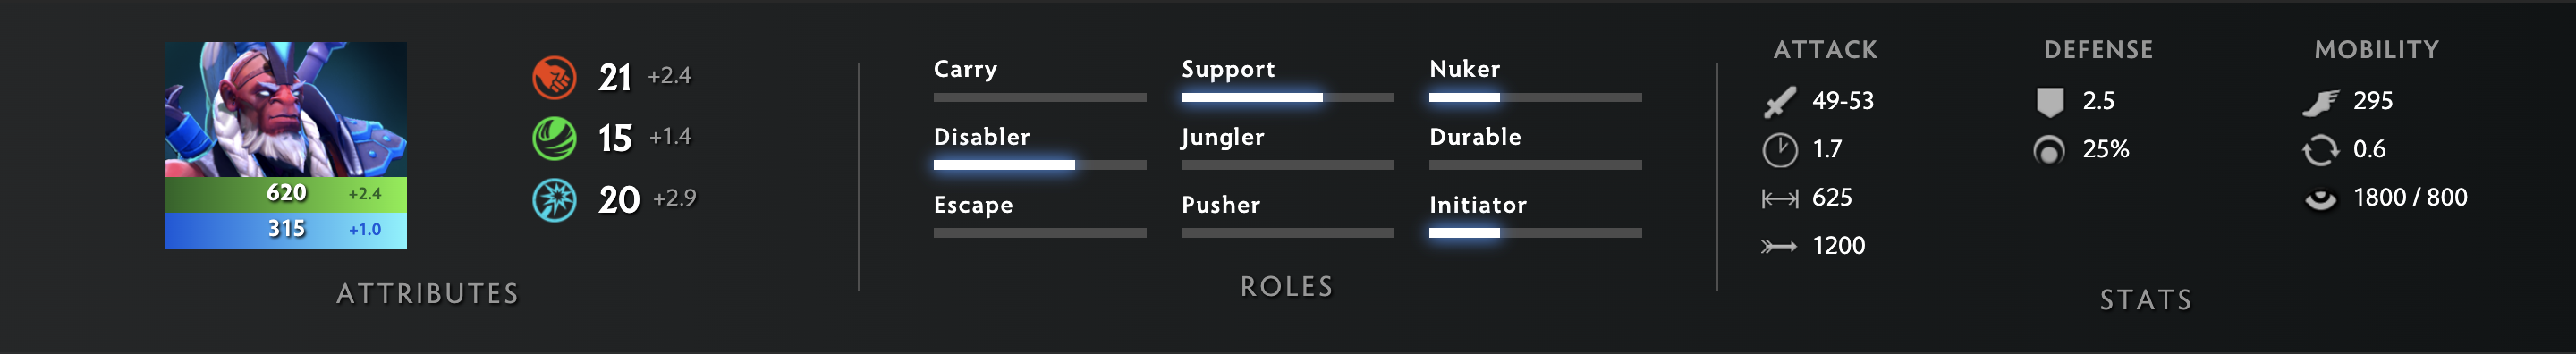 620 +2.4
315 +1.0
21 +2.4
15 +1.4
20 +2.9
ATTRIBUTES
Carry Support Nuker
Disabler Jungler Durable
Escape Pusher Initiator
ROLES
ATTACK DEFENSE MOBILITY
49-53 2.5 295
1.7 25% 0.6
625 1800 / 800
1200
STATS